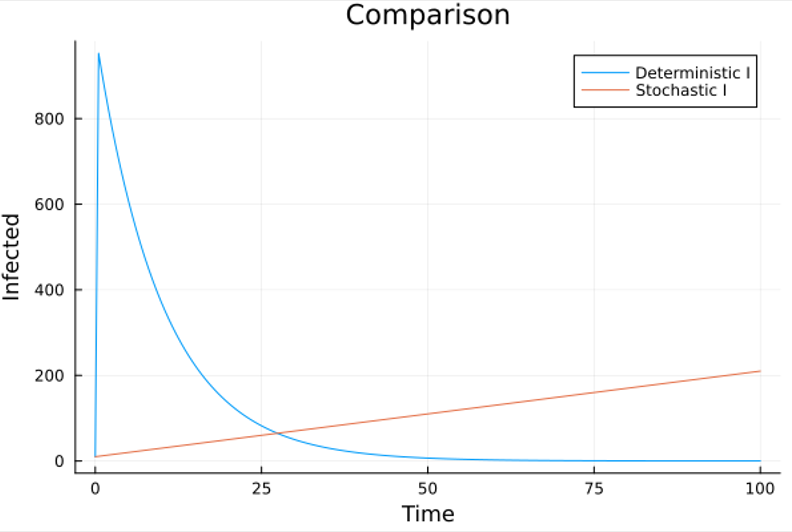 Comparison
Deterministic I
Stochastic I
Infected
800
600
400
200
0
0 25 50 75 100
Time